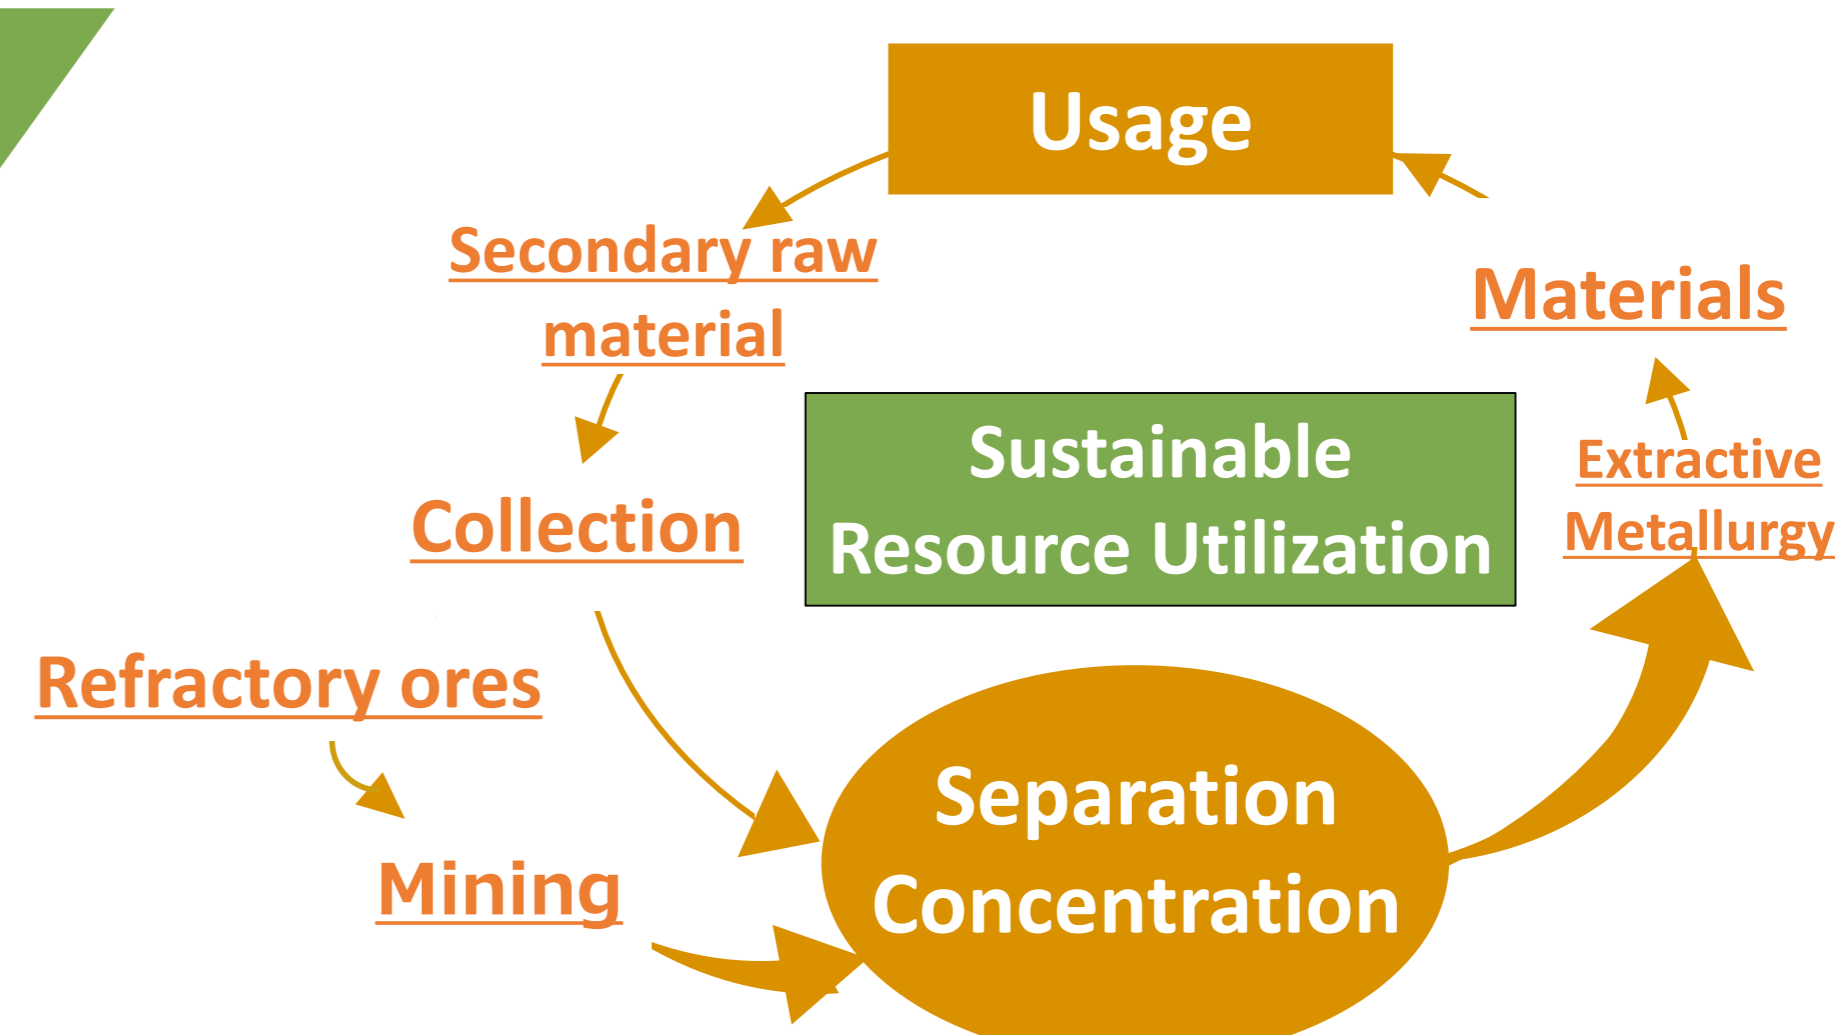 Usage
Secondary raw
material
Materials
Sustainable
Resource Utilization
Extractive
Metallurgy
Collection
Refractory ores
Separation
Concentration
Mining